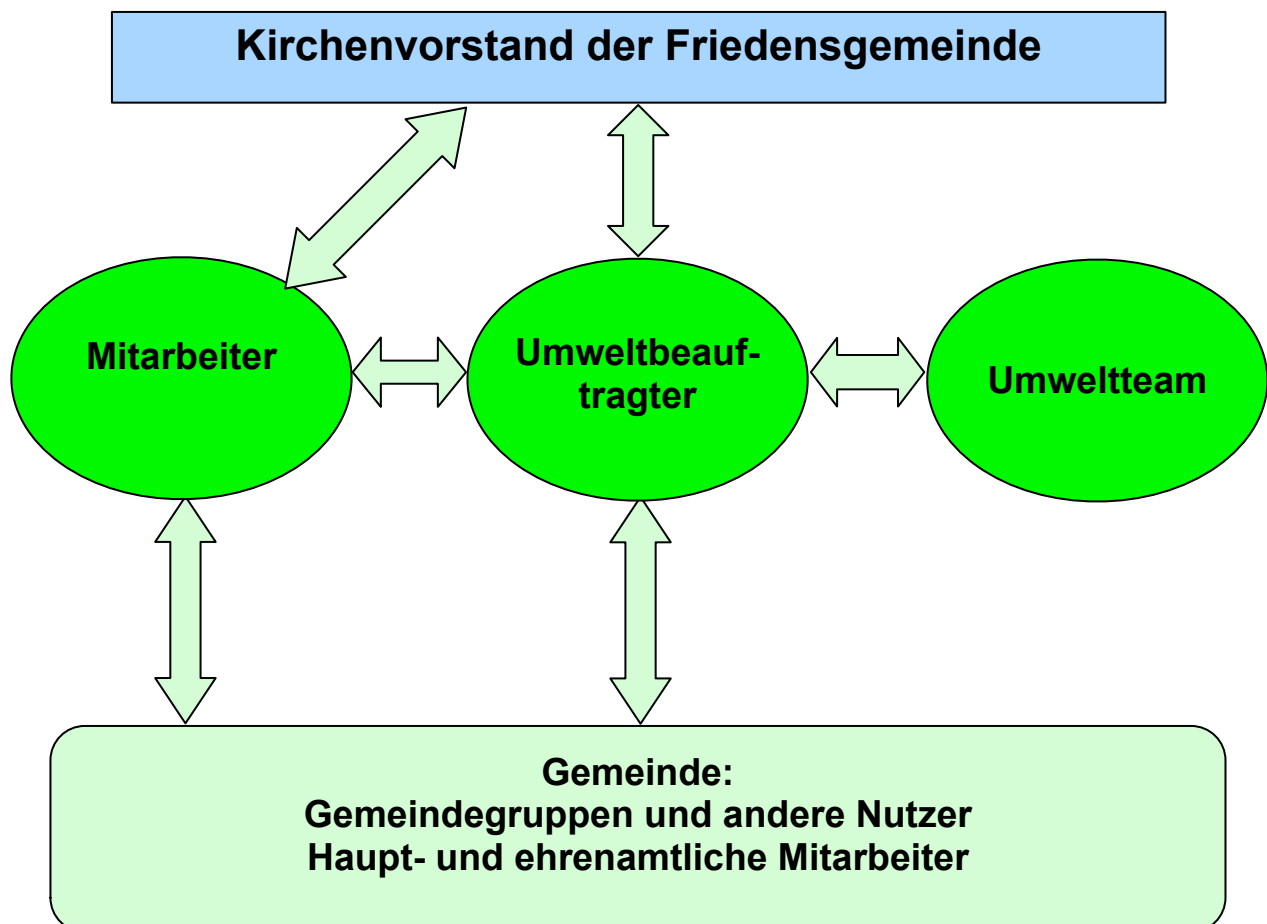 Kirchenvorstand der Friedensgemeinde
Mitarbeiter
Umweltbeauf-
tragter
Umweltteam
Gemeinde:
Gemeindegruppen und andere Nutzer
Haupt- und ehrenamtliche Mitarbeiter